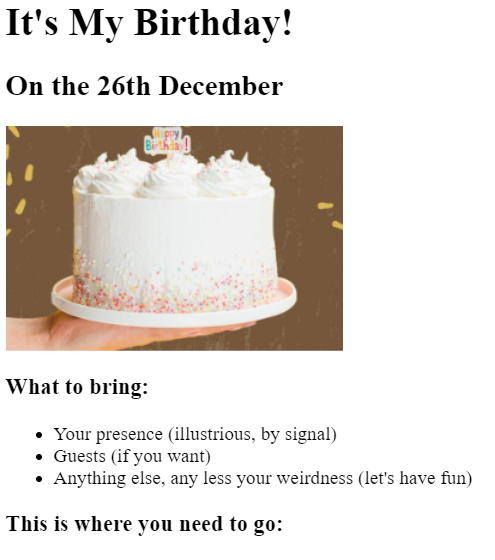 It's My Birthday!
On the 26th December
Happy
Birthday!
What to bring:
Your presence (illustrious, by signal)
Guests (if you want)
Anything else, any less your weirdness (let's have fun)
This is where you need to go: